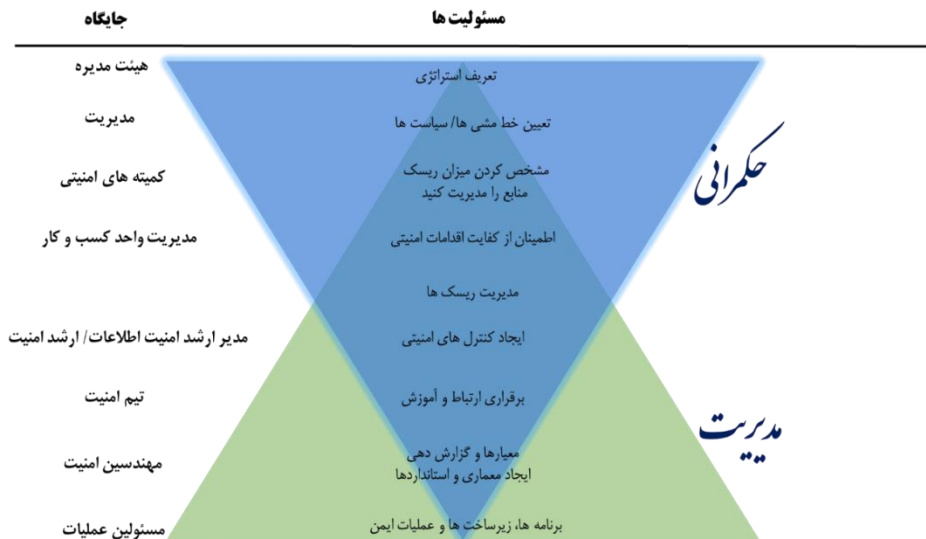 مسئولیت ها
جایگاه
تعریف استراتژی
هیئت مدیره
تعیین خط مشی ها/ سیاست ها
مدیریت
مشخص کردن میزان ریسک
منابع را مدیریت کنید
کمیته های امنیتی
حکمرانی
اطمینان از کفایت اقدامات امنیتی
مدیریت واحد کسب و کار
مدیریت ریسک ها
ایجاد کنترل های امنیتی
مدیر ارشد امنیت اطلاعات/ ارشد امنیت
برقراری ارتباط و آموزش
تیم امنیت
مدیریت
معیارها و گزارش دهی
ایجاد معماری و استانداردها
مهندسین امنیت
برنامه ها، زیرساخت ها و عملیات ایمن
مسئولین عملیات